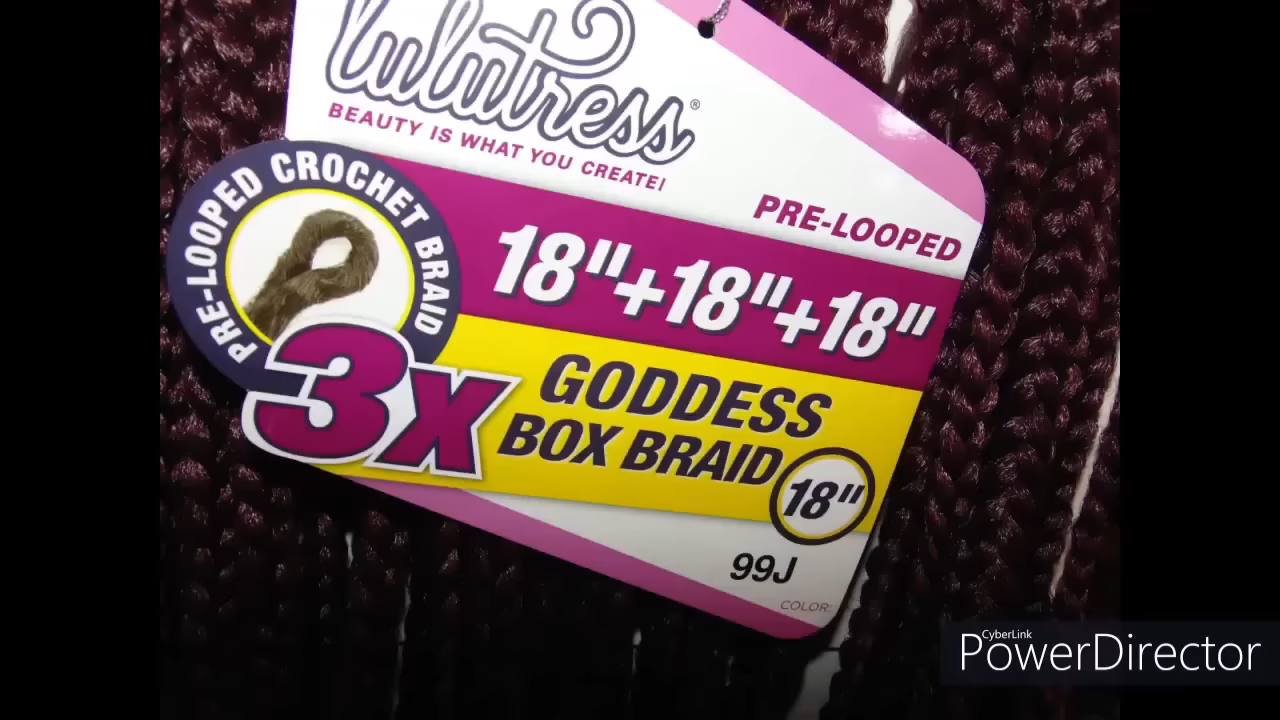 lulutress®
BEAUTY IS WHAT YOU CREATE!
PRE-LOOPED
PRE-LOOPED CROCHET BRAID
18"+18"+18"
3X
GODDESS
BOX BRAID
18"
99J
COLOR:
CyberLink
PowerDirector